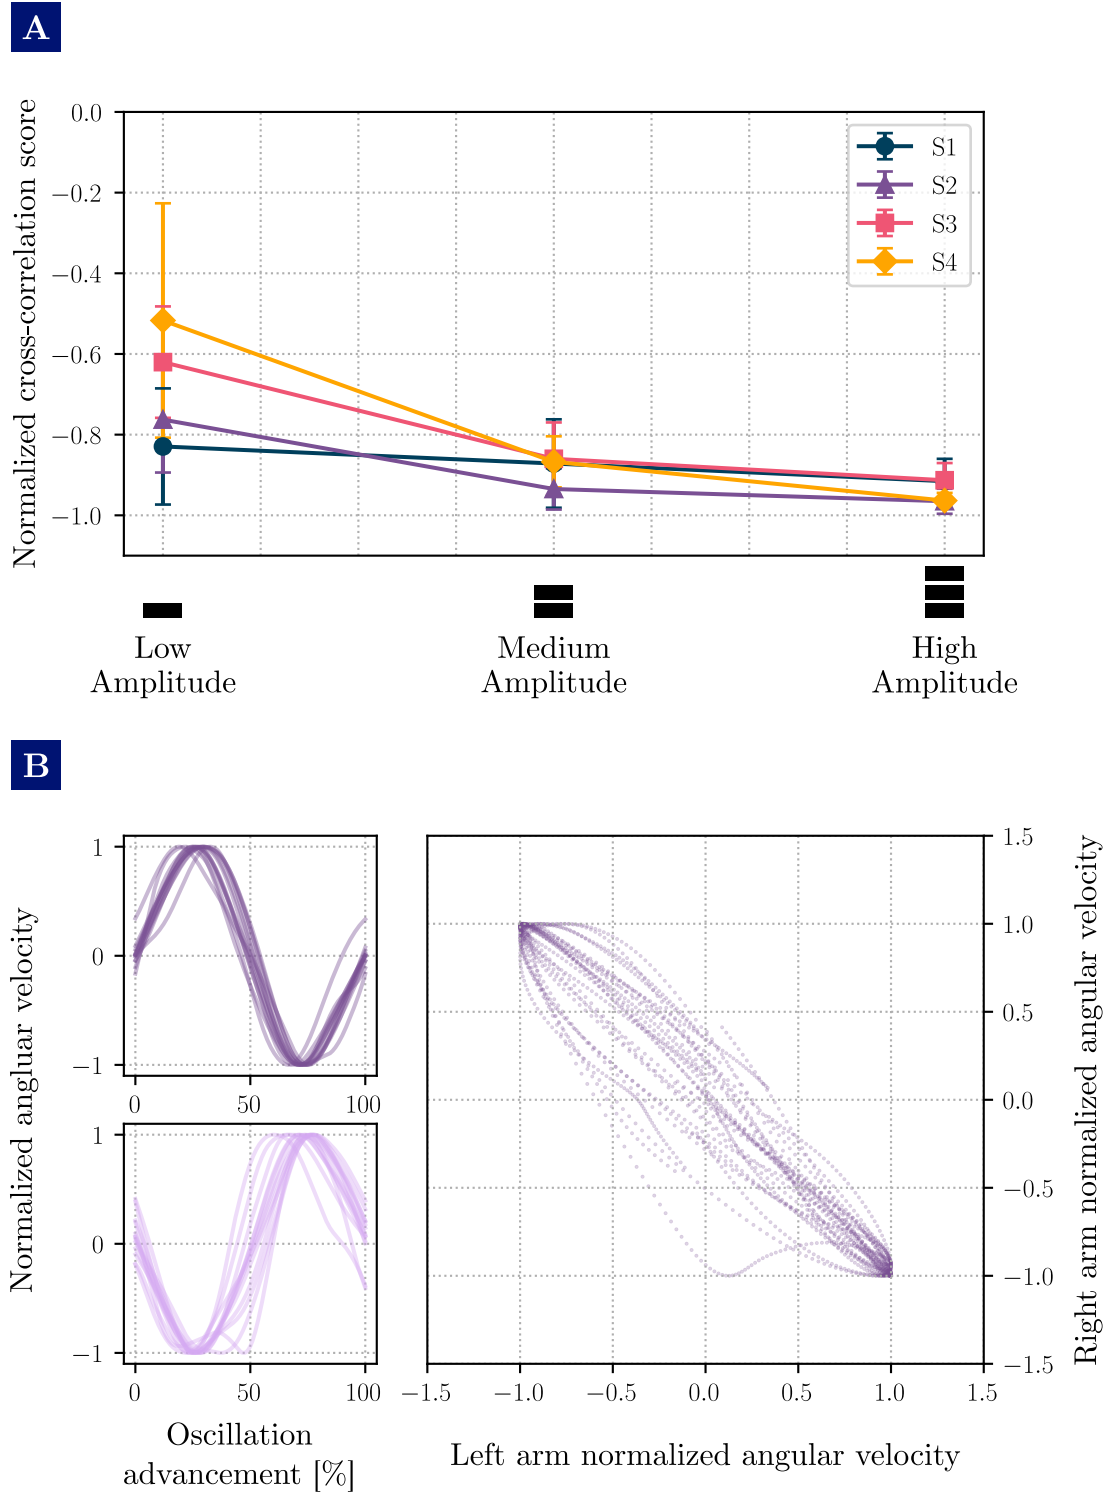 A
Normalized cross-correlation score
0.0
−0.2
−0.4
−0.6
−0.8
−1.0
S1
S2
S3
S4
Low
Amplitude
Medium
Amplitude
High
Amplitude
B
Normalized angluar velocity
1
0
−1
0
50
100
1
0
−1
0
50
100
Oscillation
advancement [%]
−1.5
−1.0
−0.5
0.0
0.5
1.0
1.5
Left arm normalized angular velocity
1.5
1.0
0.5
0.0
−0.5
−1.0
−1.5
Right arm normalized angular velocity